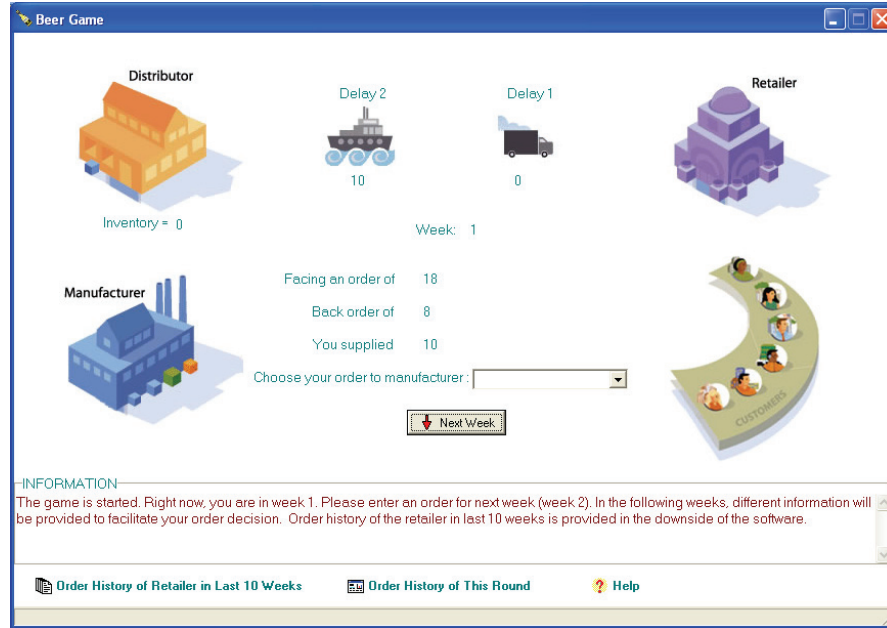 Beer Game
Distributor
Delay 2
Delay 1
Retailer
10
0
Inventory = 0
Week: 1
Manufacturer
Facing an order of 18
Back order of 8
You supplied 10
Choose your order to manufacturer :
Next Week
CUSTOMERS
INFORMATION
The game is started. Right now, you are in week 1. Please enter an order for next week (week 2). In the following weeks, different information will
be provided to facilitate your order decision. Order history of the retailer in last 10 weeks is provided in the downside of the software.
Order History of Retailer in Last 10 Weeks
Order History of This Round
Help